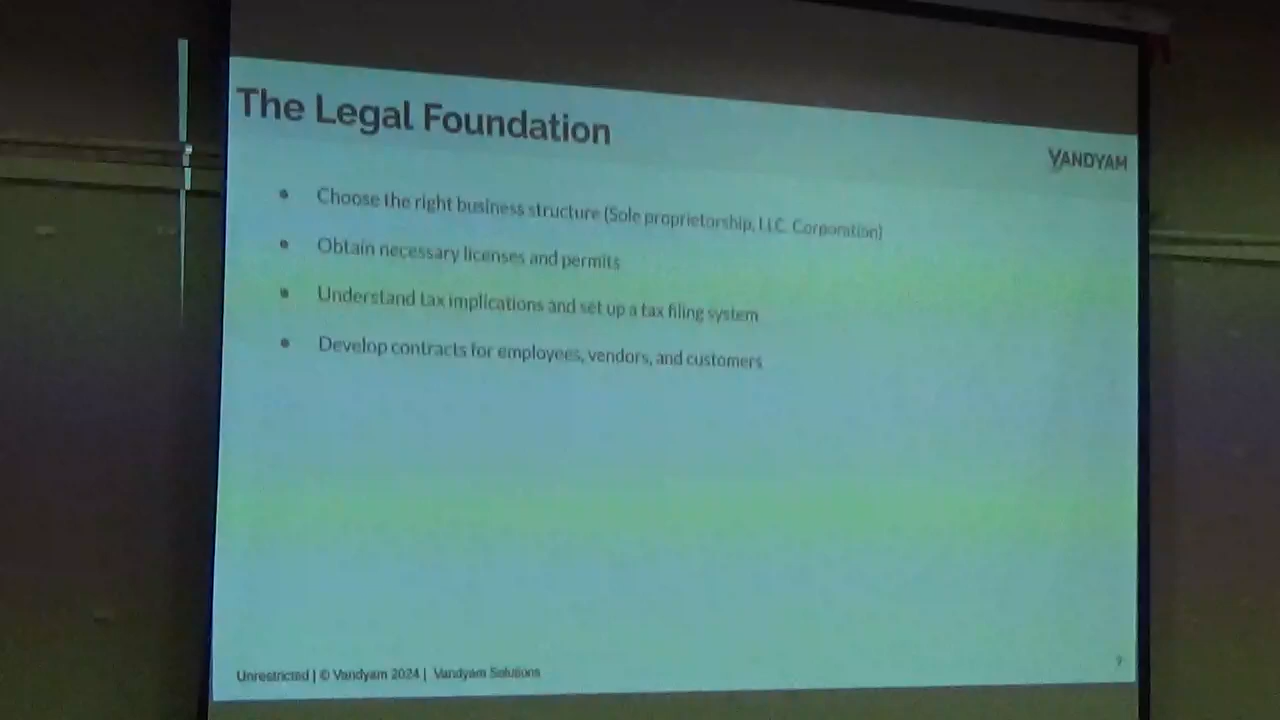 The Legal Foundation
VANDYAM
Choose the right business structure (Sole proprietorship, LLC, Corporation)
Obtain necessary licenses and permits
Understand tax implications and set up a tax filing system
Develop contracts for employees, vendors, and customers
Unrestricted | © Vandyam 2024 | Vandyam Solutions